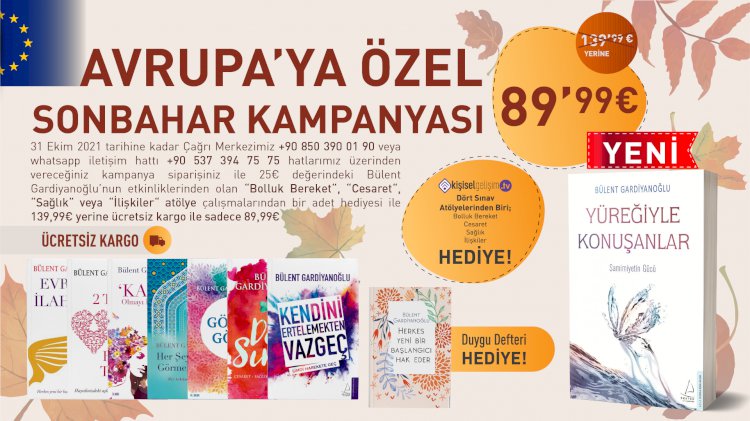 AVRUPA'YA ÖZEL
SONBAHAR KAMPANYASI
139'99 €
YERİNE
89'99€
31 Ekim 2021 tarihine kadar Çağrı Merkezimiz +90 850 390 01 90 veya
whatsapp iletişim hattı +90 537 394 75 75 hatlarımız üzerinden
vereceğiniz kampanya siparişiniz ile 25€ değerindeki Bülent
Gardiyanoğlu'nun etkinliklerinden olan "Bolluk Bereket", "Cesaret",
"Sağlık" veya "İlişkiler" atölye çalışmalarından bir adet hediyesi ile
139,99€ yerine ücretsiz kargo ile sadece 89,99€
ÜCRETSİZ KARGO
kişiselgelişim.tv
Dört Sınav
Atölyelerinden Biri;
Bolluk Bereket
Cesaret
Sağlık
İlişkiler
HEDİYE!
YENİ
BÜLENT GARDİYANOĞLU
YÜREĞİYLE
KONUŞANLAR
Samimiyetin Gücü
BÜLENT GARDİYANOĞLU
KENDİNİ
ERTELEMEKTEN
VAZGEÇ
BÜLENT
GARDİYANOĞLU
HERKES
YENİ BİR
BAŞLANGICI
HAK EDER
Duygu Defteri
HEDİYE!